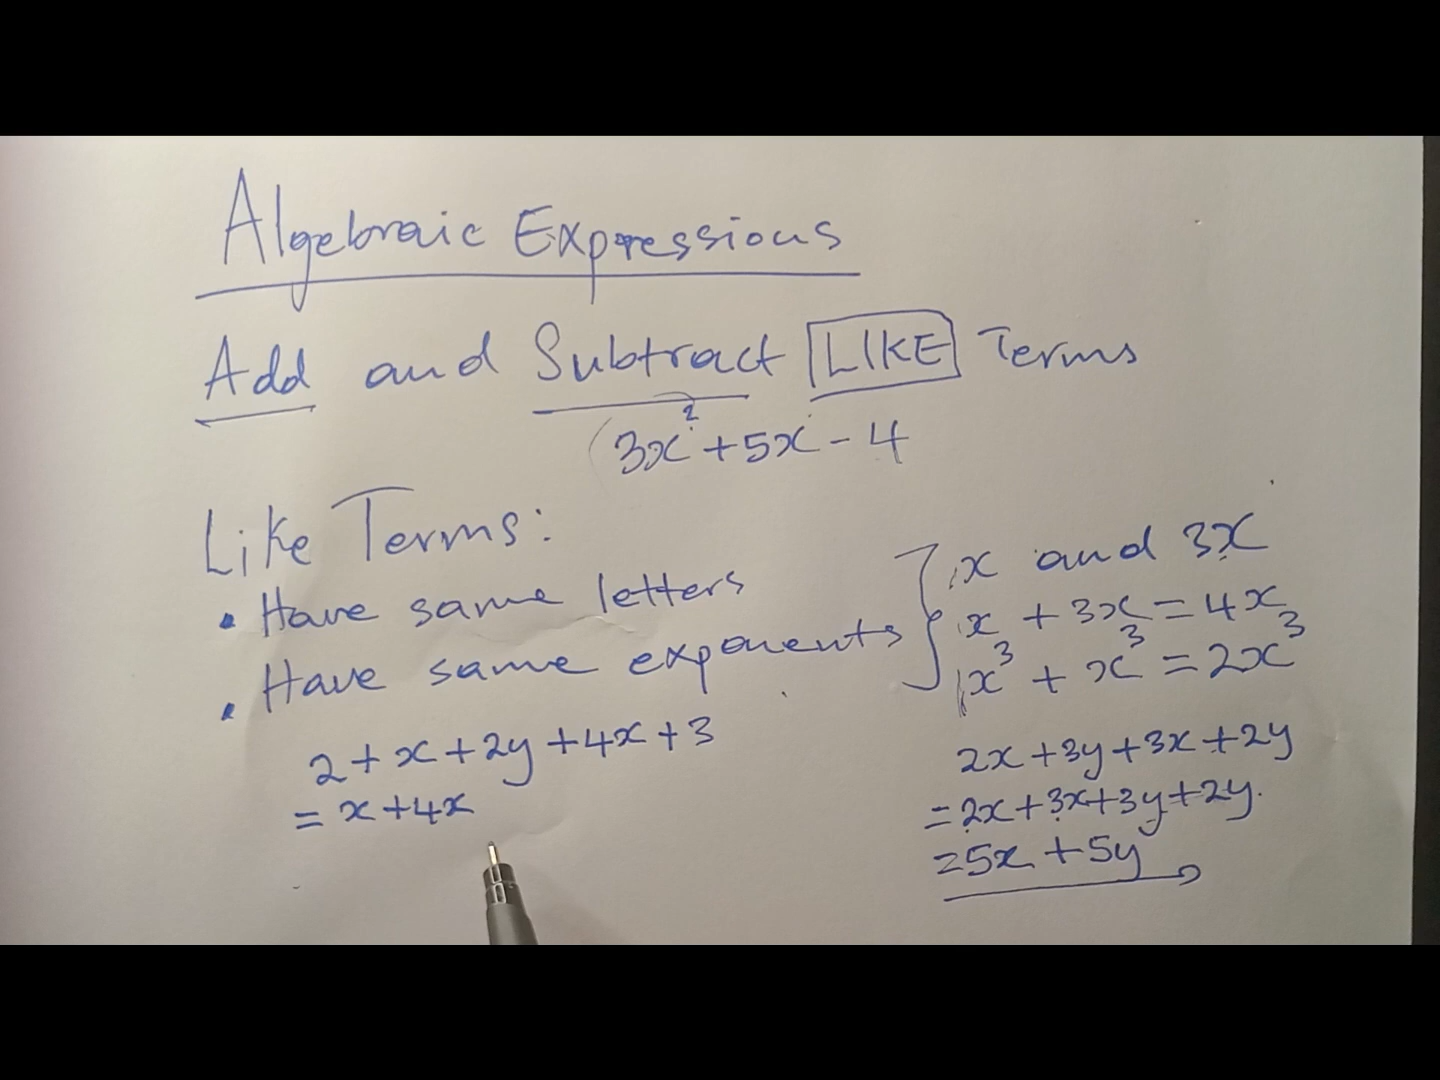 Algebraic Expressions
Add and Subtract LIKE Terms
3x² + 5x - 4
Like Terms:
• Have same letters
• Have same exponents
x and 3x
x + 3x = 4x
x³ + x³ = 2x³
2 + x + 2y + 4x + 3
= x + 4x
2x + 3y + 3x + 2y
= 2x + 3x + 3y + 2y.
= 5x + 5y